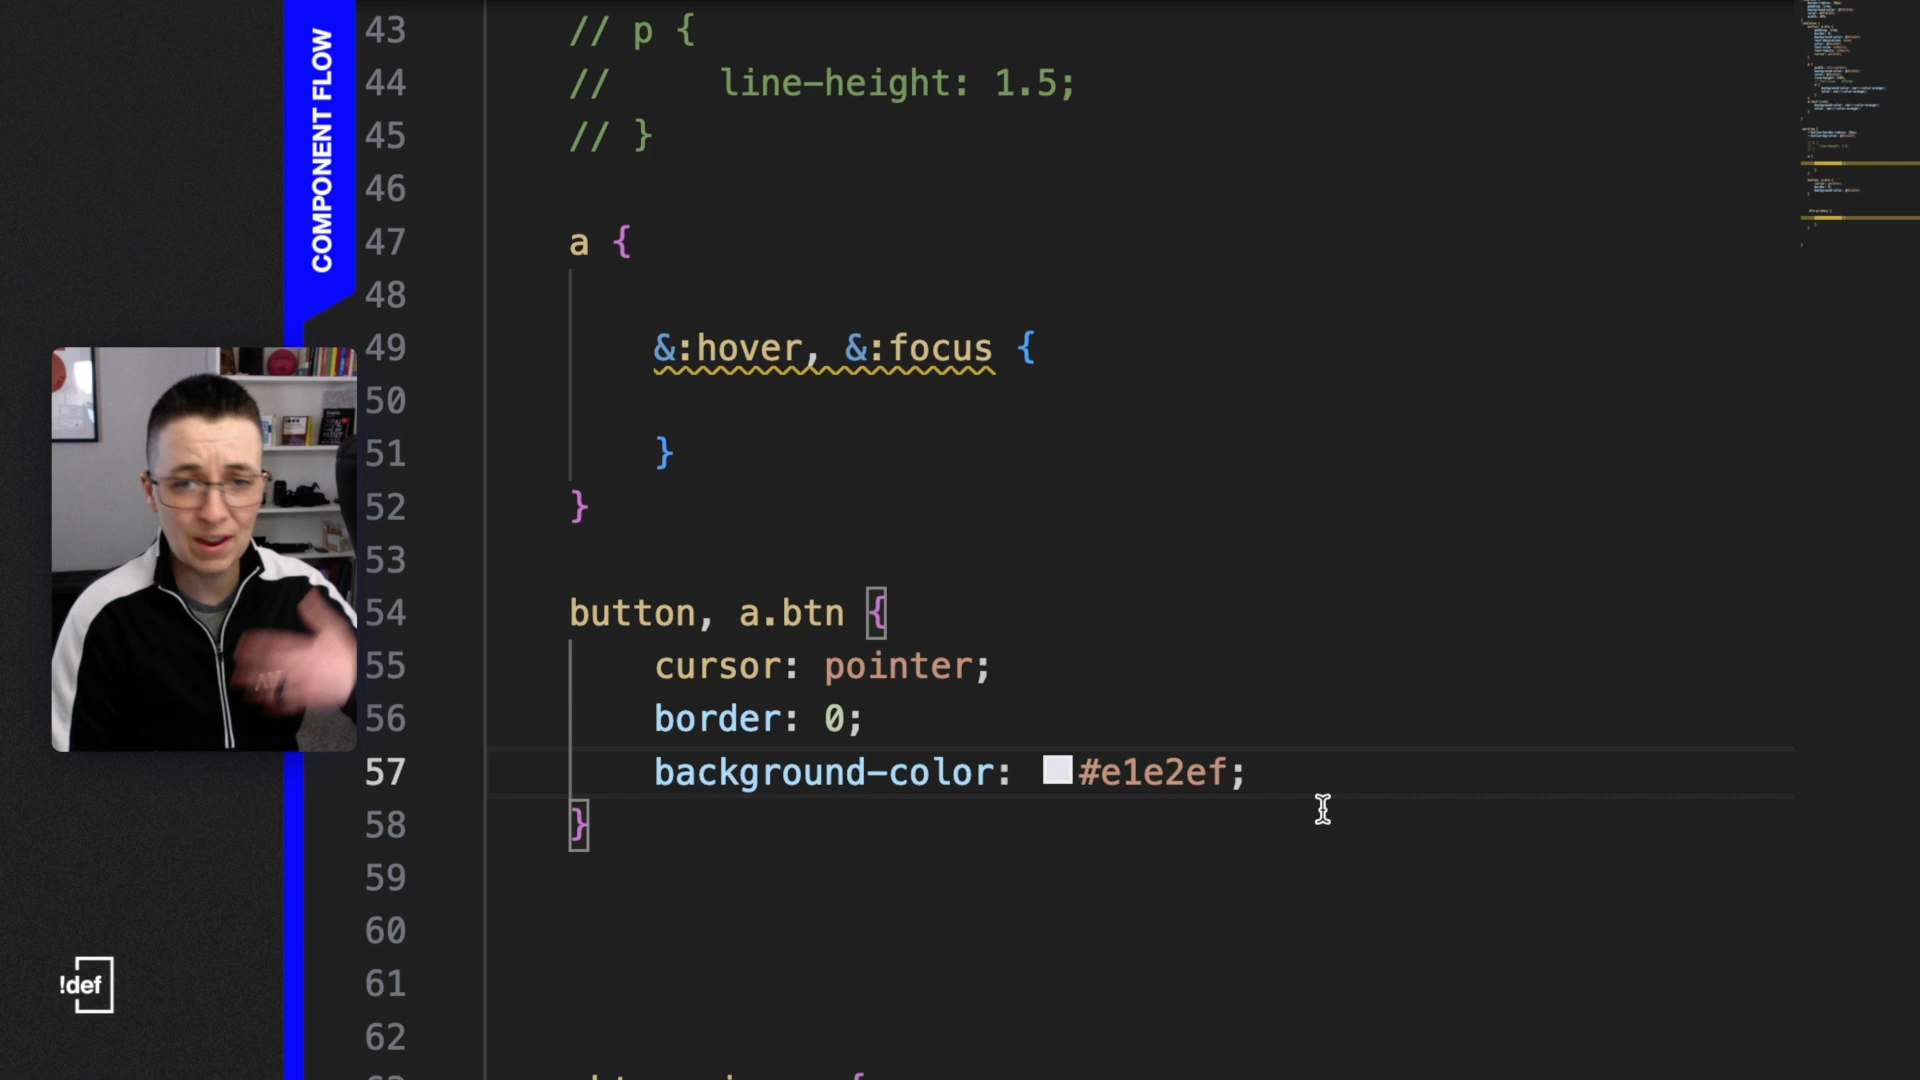 COMPONENT FLOW
43 // p {
44 // line-height: 1.5;
45 // }
46
47 a {
48
49 &:hover, &:focus {
50
51 }
52 }
53
54 button, a.btn {
55 cursor: pointer;
56 border: 0;
57 background-color: #e1e2ef;
58 }
59
60
61
62
!def